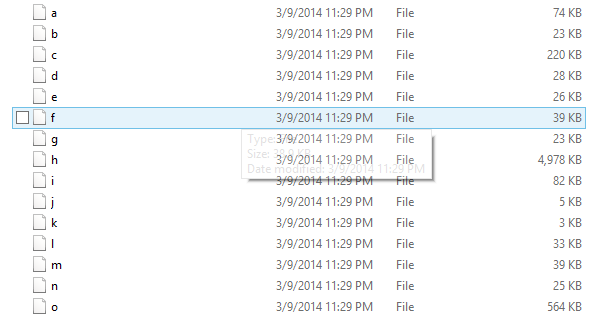 a 3/9/2014 11:29 PM File 74 KB
b 3/9/2014 11:29 PM File 23 KB
c 3/9/2014 11:29 PM File 220 KB
d 3/9/2014 11:29 PM File 28 KB
e 3/9/2014 11:29 PM File 26 KB
f 3/9/2014 11:29 PM File 39 KB
g 3/9/2014 11:29 PM File 23 KB
Type: File
h 3/9/2014 11:29 PM File 4,978 KB
Size: 38.9 KB
Date modified: 3/9/2014 11:29 PM
i 3/9/2014 11:29 PM File 82 KB
j 3/9/2014 11:29 PM File 5 KB
k 3/9/2014 11:29 PM File 3 KB
l 3/9/2014 11:29 PM File 33 KB
m 3/9/2014 11:29 PM File 39 KB
n 3/9/2014 11:29 PM File 25 KB
o 3/9/2014 11:29 PM File 564 KB